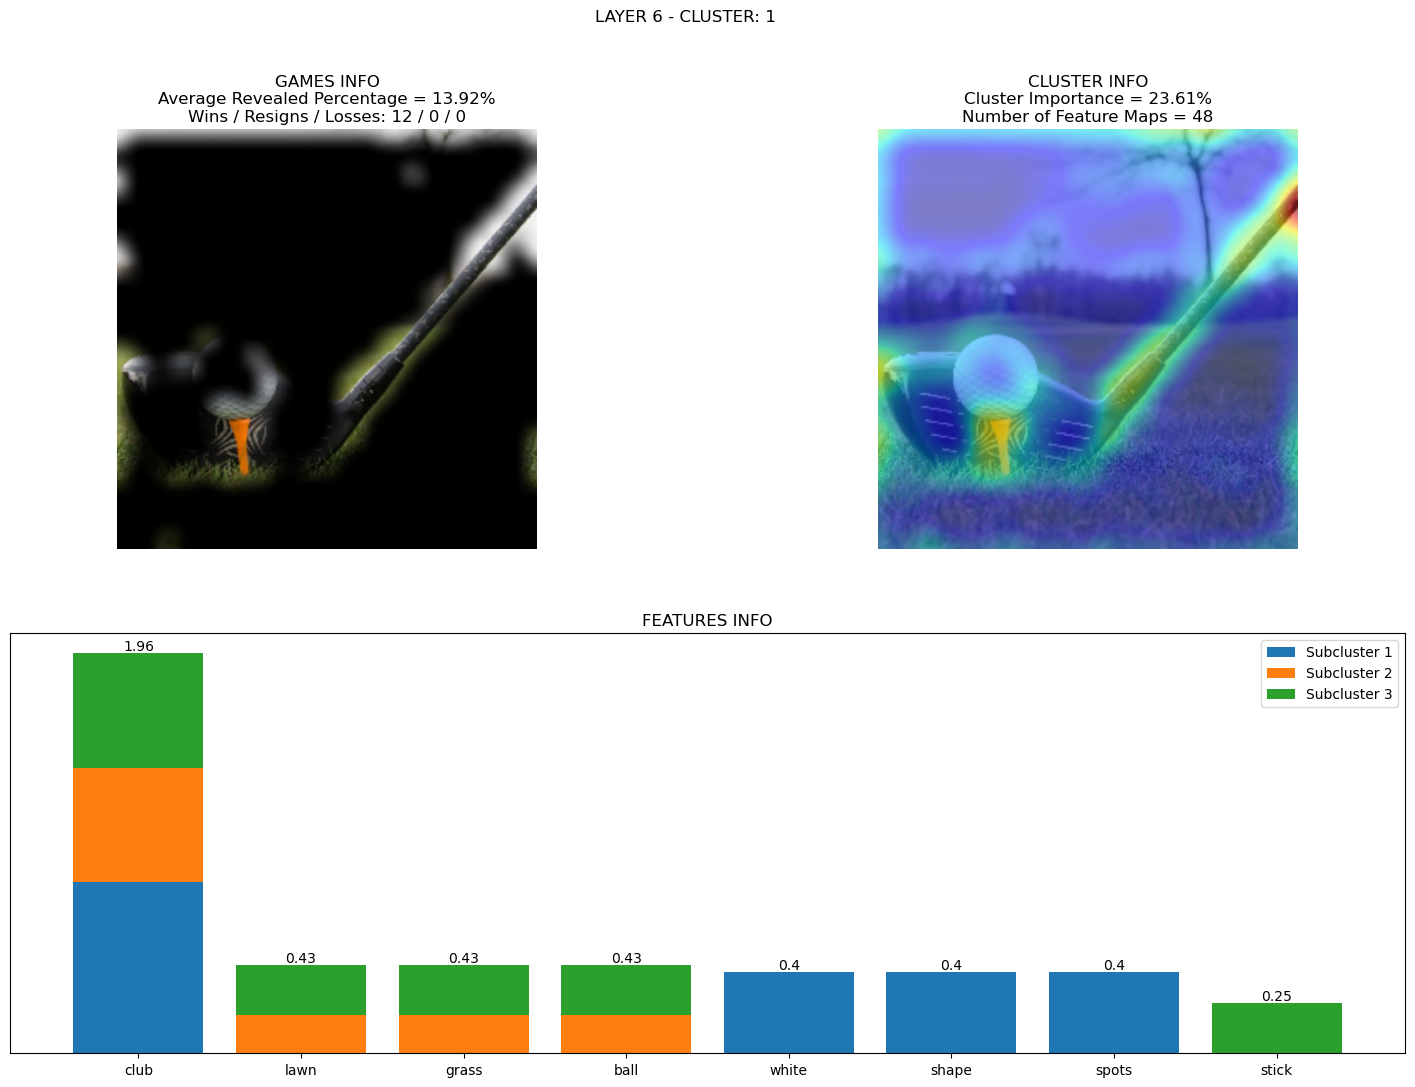 LAYER 6 - CLUSTER: 1
GAMES INFO
Average Revealed Percentage = 13.92%
Wins / Resigns / Losses: 12 / 0 / 0
CLUSTER INFO
Cluster Importance = 23.61%
Number of Feature Maps = 48
FEATURES INFO
1.96
0.43
0.43
0.43
0.4
0.4
0.4
0.25
Subcluster 1
Subcluster 2
Subcluster 3
club
lawn
grass
ball
white
shape
spots
stick